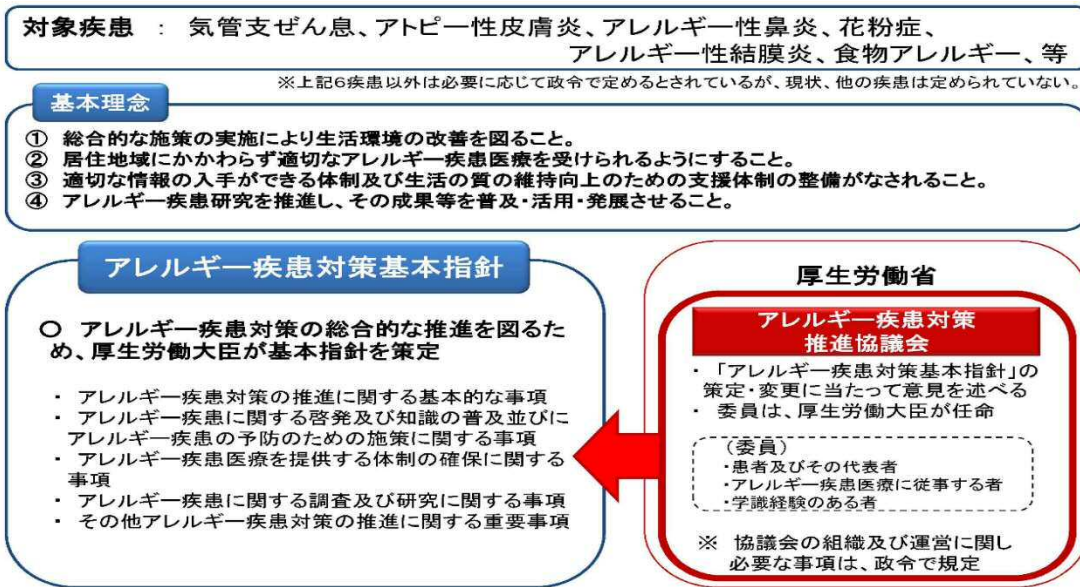 対象疾患 ： 気管支ぜん息、アトピー性皮膚炎、アレルギー性鼻炎、花粉症、
アレルギー性結膜炎、食物アレルギー、等
※上記6疾患以外は必要に応じて政令で定めるとされているが、現状、他の疾患は定められていない。
基本理念
① 総合的な施策の実施により生活環境の改善を図ること。
② 居住地域にかかわらず適切なアレルギー疾患医療を受けられるようにすること。
③ 適切な情報の入手ができる体制及び生活の質の維持向上のための支援体制の整備がなされること。
④ アレルギー疾患研究を推進し、その成果等を普及・活用・発展させること。
アレルギー疾患対策基本指針
〇 アレルギー疾患対策の総合的な推進を図るため、厚生労働大臣が基本指針を策定
・ アレルギー疾患対策の推進に関する基本的な事項
・ アレルギー疾患に関する啓発及び知識の普及並びに
アレルギー疾患の予防のための施策に関する事項
・ アレルギー疾患医療を提供する体制の確保に関する
事項
・ アレルギー疾患に関する調査及び研究に関する事項
・ その他アレルギー疾患対策の推進に関する重要事項
厚生労働省
アレルギー疾患対策
推進協議会
・ 「アレルギー疾患対策基本指針」の
策定・変更に当たって意見を述べる
・ 委員は、厚生労働大臣が任命
（委員）
・患者及びその代表者
・アレルギー疾患医療に従事する者
・学識経験のある者
※ 協議会の組織及び運営に関し
必要な事項は、政令で規定